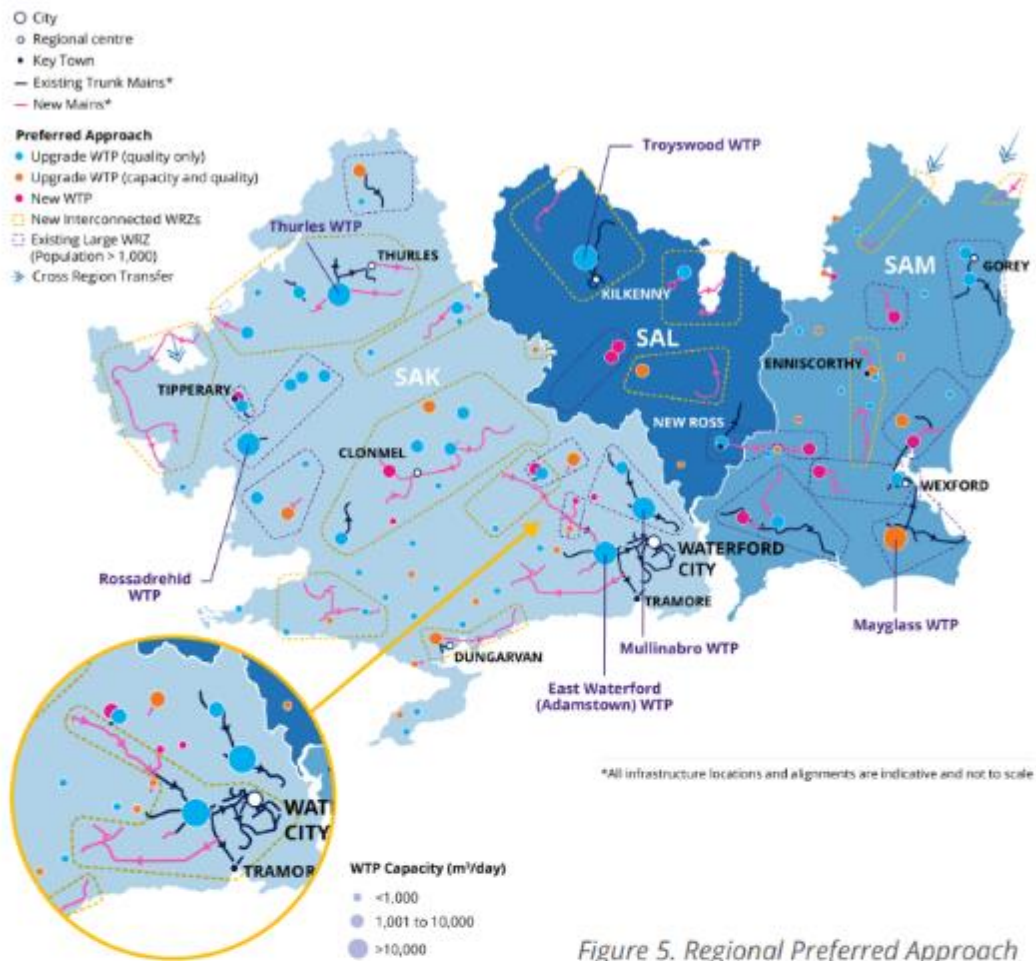 City
Regional centre
Key Town
Existing Trunk Mains*
New Mains*
Preferred Approach
Upgrade WTP (quality only)
Upgrade WTP (capacity and quality)
New WTP
New Interconnected WRZs
Existing Large WRZ
(Population > 1,000)
Cross Region Transfer
Troyswood WTP
Thurles WTP
THURLES
KILKENNY
SAM
GOREY
SAL
ENNISCORTHY
TIPPERARY
SAK
CLONMEL
NEW ROSS
WEXFORD
Rossadrehid
WTP
WATERFORD
CITY
TRAMORE
Mayglass WTP
Mullinabro WTP
DUNGARVAN
East Waterford
(Adamstown) WTP
*All infrastructure locations and alignments are indicative and not to scale
WAT
CITY
TRAMOR
WTP Capacity (m³/day)
<1,000
1,001 to 10,000
>10,000
Figure 5. Regional Preferred Approach